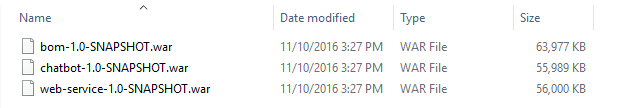 Name Date modified Type Size
bom-1.0-SNAPSHOT.war 11/10/2016 3:27 PM WAR File 63,977 KB
chatbot-1.0-SNAPSHOT.war 11/10/2016 3:27 PM WAR File 55,989 KB
web-service-1.0-SNAPSHOT.war 11/10/2016 3:27 PM WAR File 56,000 KB